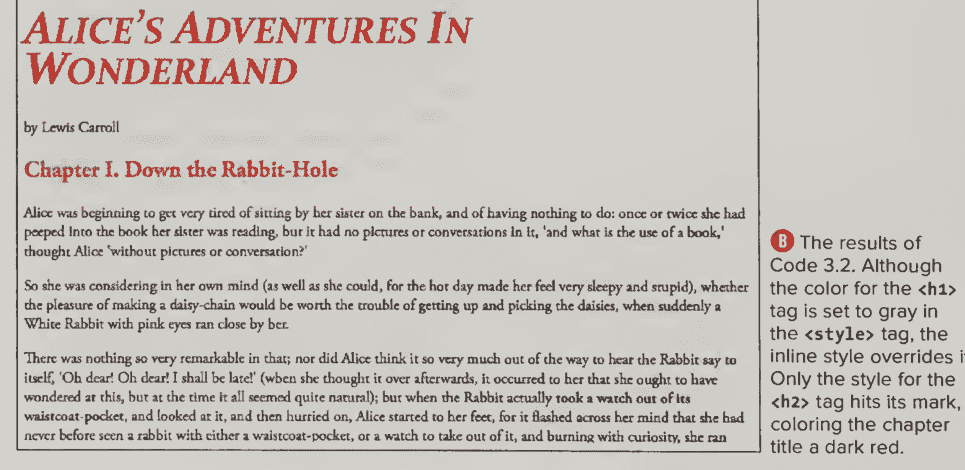 ALICE'S ADVENTURES IN
WONDERLAND
by Lewis Carroll
Chapter I. Down the Rabbit-Hole
Alice was beginning to get very tired of sitting by her sister on the bank, and of having nothing to do: once or twice she had
peeped into the book her sister was reading, but it had no pictures or conversations in it, 'and what is the use of a book,'
thought Alice 'without pictures or conversation?'
So she was considering in her own mind (as well as she could, for the hot day made her feel very sleepy and stupid), whether
the pleasure of making a daisy-chain would be worth the trouble of getting up and picking the daisies, when suddenly a
White Rabbit with pink eyes ran close by her.
There was nothing so very remarkable in that; nor did Alice think it so very much out of the way to hear the Rabbit say to
itself, 'Oh dear! Oh dear! I shall be late!' (when she thought it over afterwards, it occurred to her that she ought to have
wondered at this, but at the time it all seemed quite natural); but when the Rabbit actually took a watch out of its
waistcoat-pocket, and looked at it, and then hurried on, Alice started to her feet, for it flashed across her mind that she had
never before seen a rabbit with either a waistcoat-pocket, or a watch to take out of it, and burning with curiosity, she ran
B The results of
Code 3.2. Although
the color for the <h1>
tag is set to gray in
the <style> tag, the
inline style overrides i
Only the style for the
<h2> tag hits its mark,
coloring the chapter
title a dark red.